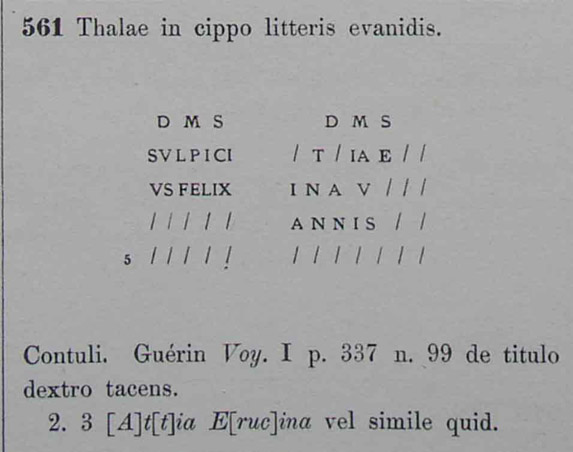 561 Thalae in cippo litteris evanidis.
D M S
SVLPICI
VS FELIX
/ / / / /
5 / / / / /
D M S
/ T / IA E / /
I N A V / / /
A N N I S / /
/ / / / / / /
Contuli. Guérin Voy. I p. 337 n. 99 de titulo
dextro tacens.
2. 3 [A]t[t]ia E[ruc]ina vel simile quid.